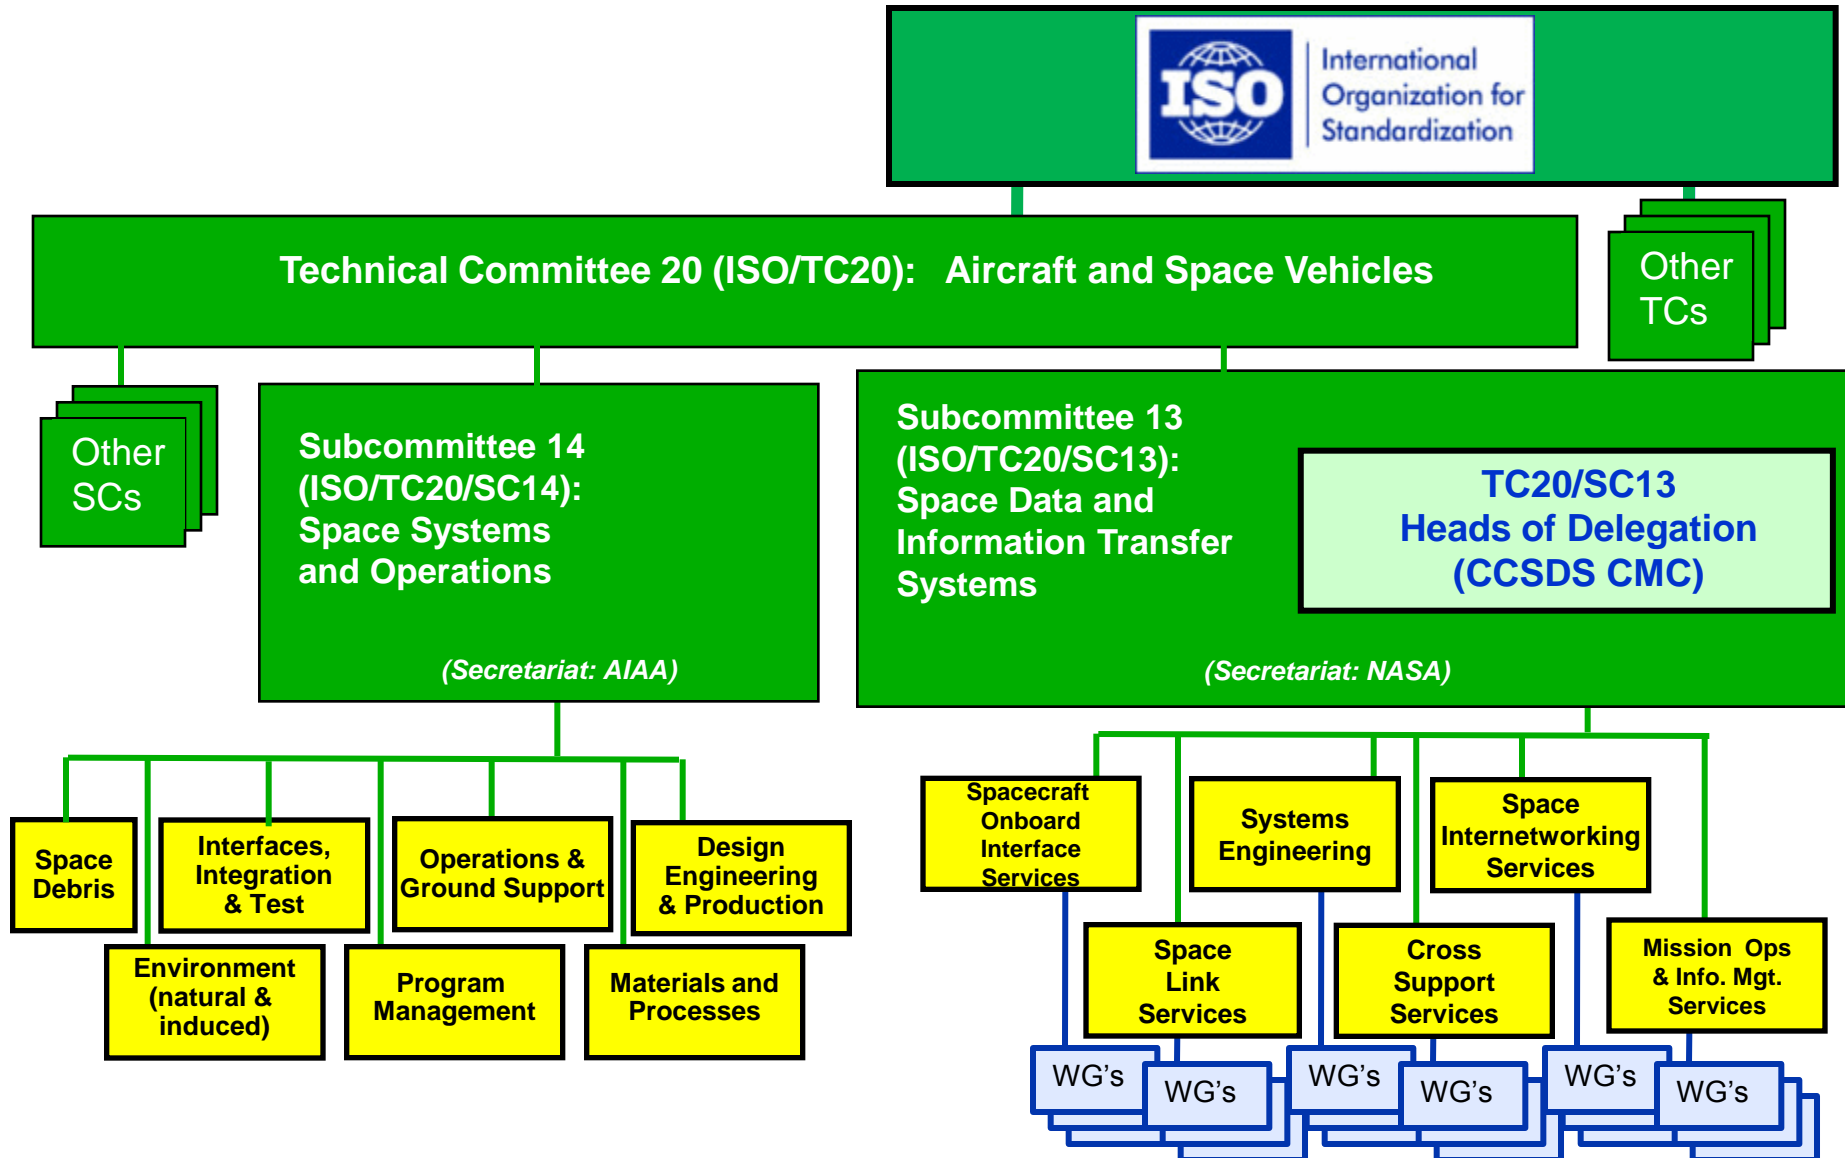 ISO
International
Organization for
Standardization
Technical Committee 20 (ISO/TC20): Aircraft and Space Vehicles
Other
TCs
Other
SCs
Subcommittee 14
(ISO/TC20/SC14):
Space Systems
and Operations
(Secretariat: AIAA)
Subcommittee 13
(ISO/TC20/SC13):
Space Data and
Information Transfer
Systems
TC20/SC13
Heads of Delegation
(CCSDS CMC)
(Secretariat: NASA)
Space
Debris
Interfaces,
Integration
& Test
Operations &
Ground Support
Design
Engineering
& Production
Environment
(natural &
induced)
Program
Management
Materials and
Processes
Spacecraft
Onboard
Interface
Services
Systems
Engineering
Space
Internetworking
Services
Space
Link
Services
Cross
Support
Services
Mission Ops
& Info. Mgt.
Services
WG's
WG's
WG's
WG's
WG's
WG's